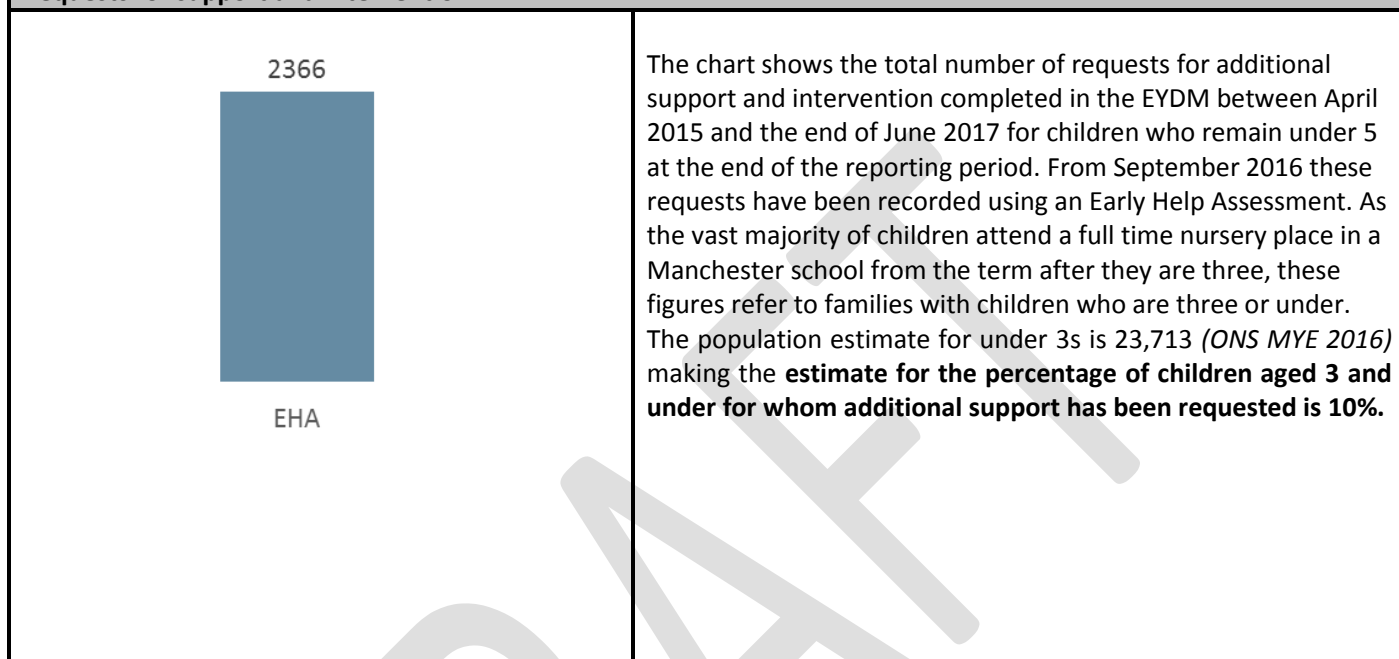 2366
EHA
The chart shows the total number of requests for additional
support and intervention completed in the EYDM between April
2015 and the end of June 2017 for children who remain under 5
at the end of the reporting period. From September 2016 these
requests have been recorded using an Early Help Assessment. As
the vast majority of children attend a full time nursery place in a
Manchester school from the term after they are three, these
figures refer to families with children who are three or under.
The population estimate for under 3s is 23,713 (ONS MYE 2016)
making the estimate for the percentage of children aged 3 and
under for whom additional support has been requested is 10%.
DRAFT